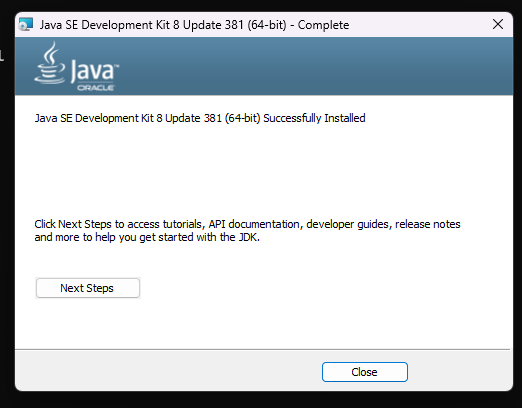 Java SE Development Kit 8 Update 381 (64-bit) - Complete
Java™
ORACLE
Java SE Development Kit 8 Update 381 (64-bit) Successfully Installed
Click Next Steps to access tutorials, API documentation, developer guides, release notes
and more to help you get started with the JDK.
Next Steps
Close